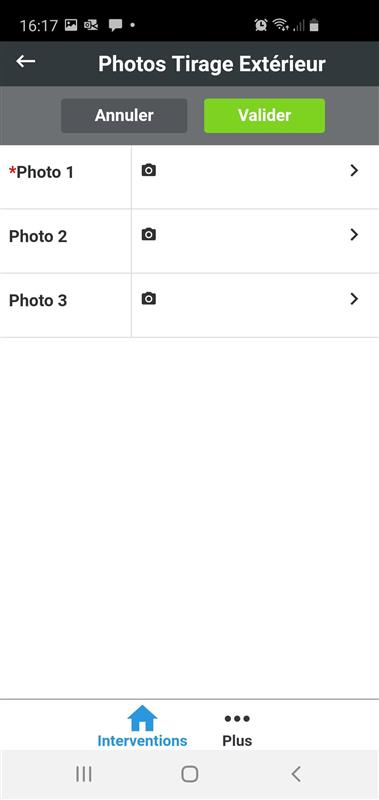 16:17
Photos Tirage Extérieur
Annuler Valider
*Photo 1
Photo 2
Photo 3
Interventions Plus